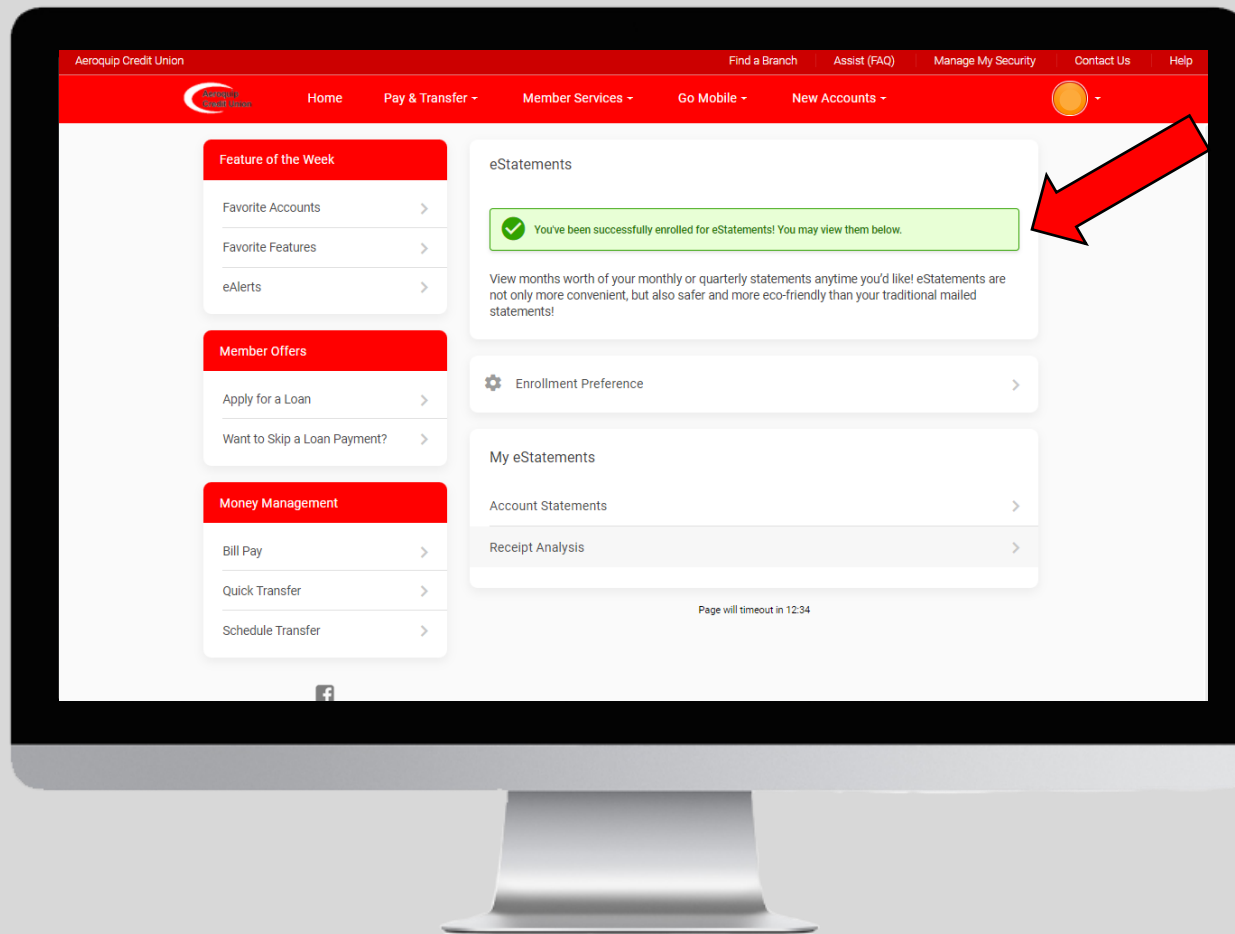 Aeroquip Credit Union
Find a Branch
Assist (FAQ)
Manage My Security
Contact Us
Help
Aeroquip
Credit Union
Home
Pay & Transfer
Member Services
Go Mobile
New Accounts
Feature of the Week
Favorite Accounts
Favorite Features
eAlerts
Member Offers
Apply for a Loan
Want to Skip a Loan Payment?
Money Management
Bill Pay
Quick Transfer
Schedule Transfer
eStatements
You've been successfully enrolled for eStatements! You may view them below.
View months worth of your monthly or quarterly statements anytime you'd like! eStatements are
not only more convenient, but also safer and more eco-friendly than your traditional mailed
statements!
Enrollment Preference
My eStatements
Account Statements
Receipt Analysis
Page will timeout in 12:34